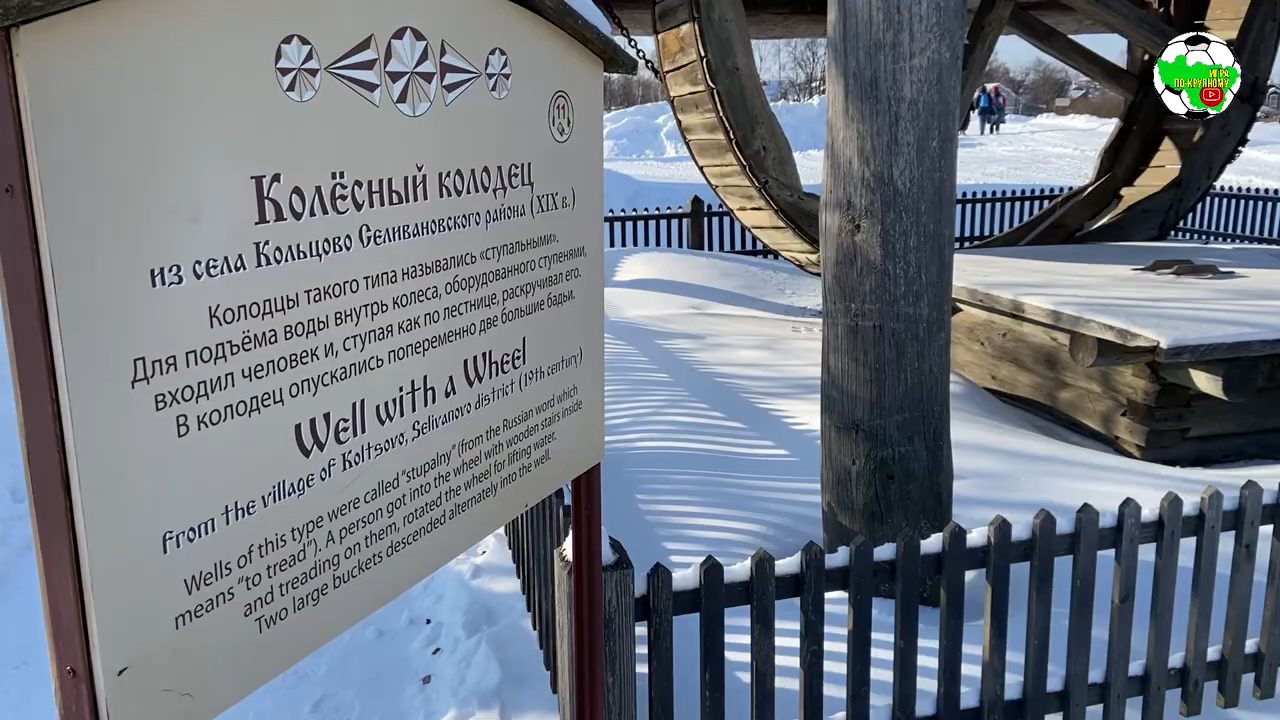 11
Колёсный колодец
из села Кольцово Селивановского района (XIX в.)
Колодцы такого типа назывались «ступальными».
Для подъёма воды внутрь колеса, оборудованного ступенями,
входил человек и, ступая как по лестнице, раскручивал его.
В колодец опускались попеременно две большие бадьи.
Well with a Wheel
from the village of Koltsovo, Selivanovo district (19th century)
Wells of this type were called "stupalny" (from the Russian word which
means "to tread"). A person got into the wheel with wooden stairs inside
and treading on them, rotated the wheel for lifting water.
Two large buckets descended alternately into the well.
ИГРА
ПО-КРУПНОМУ